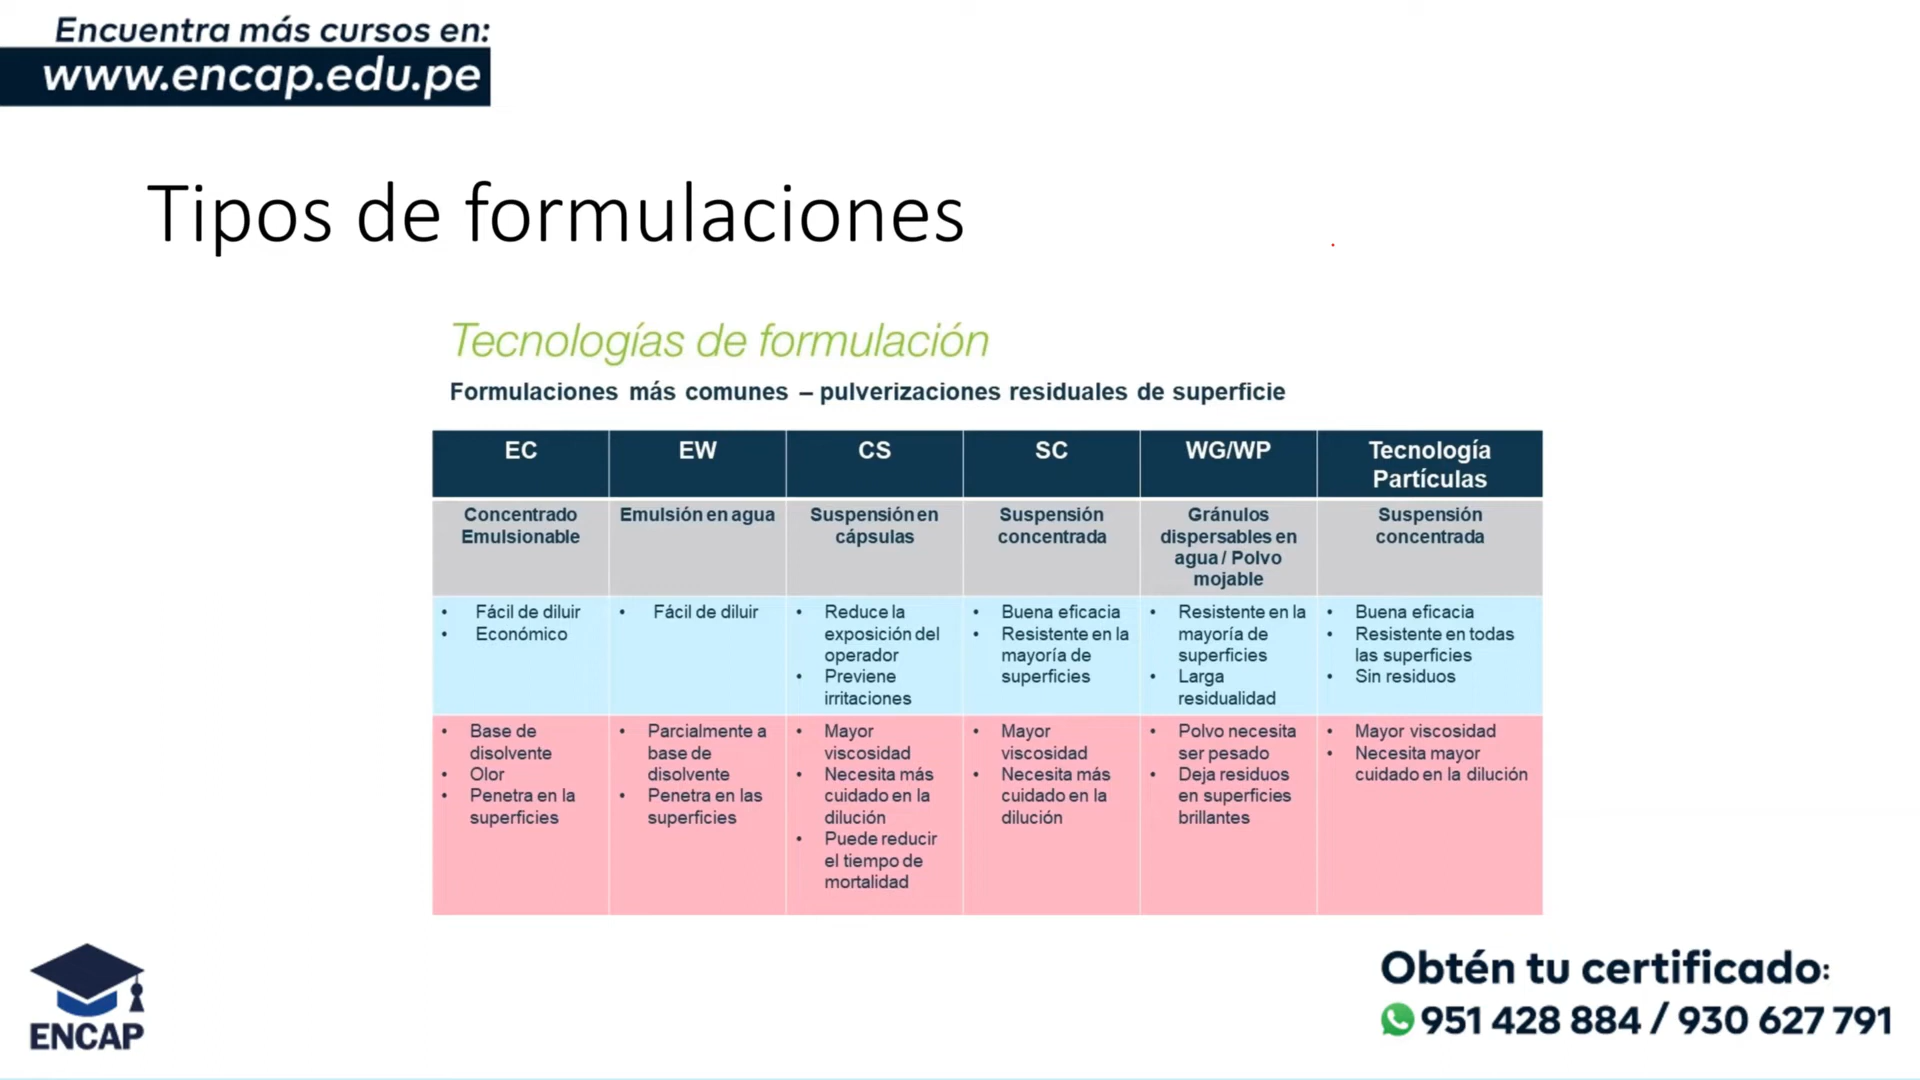 Encuentra más cursos en:
www.encap.edu.pe
Tipos de formulaciones
Tecnologías de formulación
Formulaciones más comunes – pulverizaciones residuales de superficie
EC
EW
CS
SC
WG/WP
Tecnología
Partículas
Concentrado
Emulsionable
Emulsión en agua
Suspensión en
cápsulas
Suspensión
concentrada
Gránulos
dispersables en
agua / Polvo
mojable
Suspensión
concentrada
• Fácil de diluir
• Económico
• Fácil de diluir
• Reduce la
exposición del
operador
• Previene
irritaciones
• Buena eficacia
• Resistente en la
mayoría de
superficies
• Resistente en la
mayoría de
superficies
• Larga
residualidad
• Buena eficacia
• Resistente en todas
las superficies
• Sin residuos
• Base de
disolvente
• Olor
• Penetra en la
superficies
• Parcialmente a
base de
disolvente
• Penetra en las
superficies
• Mayor
viscosidad
• Necesita más
cuidado en la
dilución
• Puede reducir
el tiempo de
mortalidad
• Mayor
viscosidad
• Necesita más
cuidado en la
dilución
• Polvo necesita
ser pesado
• Deja residuos
en superficies
brillantes
• Mayor viscosidad
• Necesita mayor
cuidado en la dilución
ENCAP
Obtén tu certificado:
951 428 884 / 930 627 791